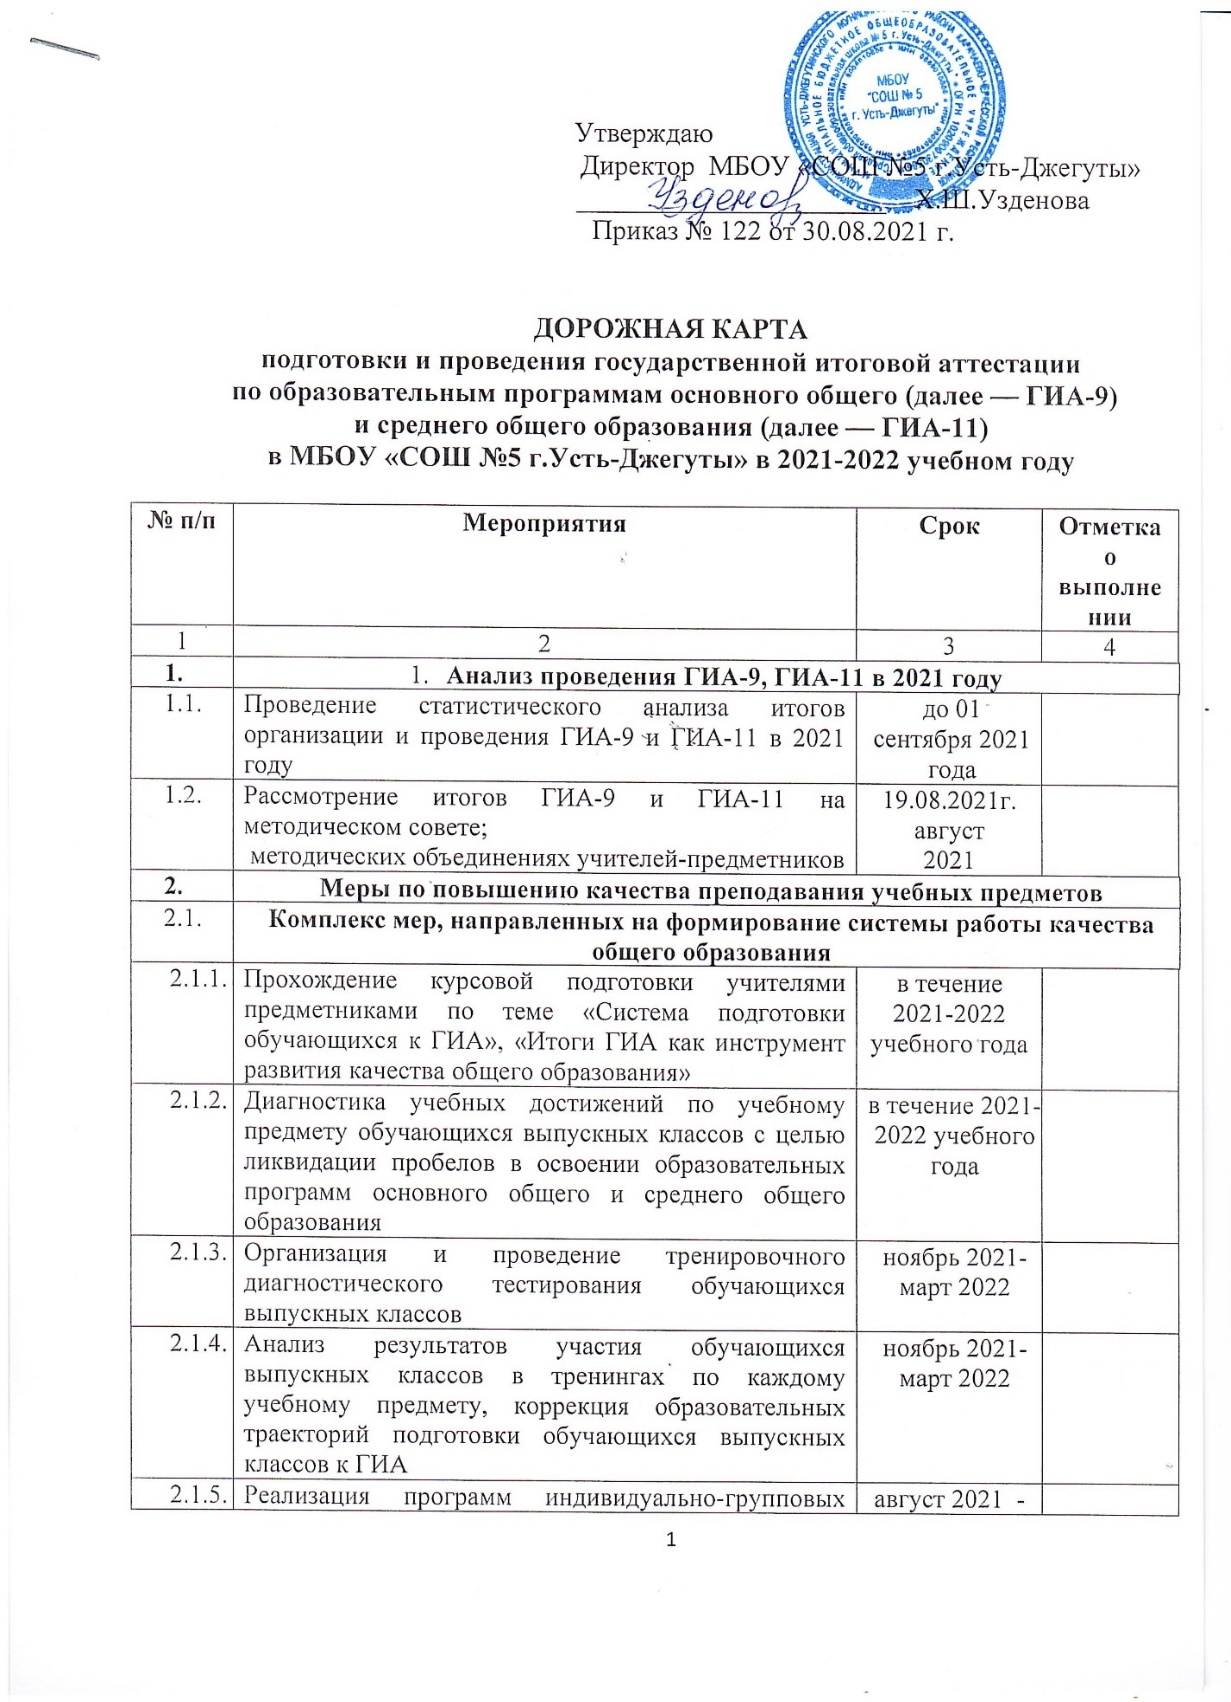 МБОУ
"СОШ № 5
г. Усть-Джегуты"
Утверждаю
Директор МБОУ «СОШ №5 г.Усть-Джегуты»
Узденов Х.Ш.Узденова
Приказ № 122 от 30.08.2021 г.
ДОРОЖНАЯ КАРТА
подготовки и проведения государственной итоговой аттестации
по образовательным программам основного общего (далее — ГИА-9)
и среднего общего образования (далее — ГИА-11)
в МБОУ «СОШ №5 г.Усть-Джегуты» в 2021-2022 учебном году
№ п/п Мероприятия Срок Отметка
о
выполне
нии
1 2 3 4
1. 1. Анализ проведения ГИА-9, ГИА-11 в 2021 году
1.1. Проведение статистического анализа итогов до 01
организации и проведения ГИА-9 и ГИА-11 в 2021 сентября 2021
году года
1.2. Рассмотрение итогов ГИА-9 и ГИА-11 на 19.08.2021г.
методическом совете; август
методических объединениях учителей-предметников 2021
2. Меры по повышению качества преподавания учебных предметов
2.1. Комплекс мер, направленных на формирование системы работы качества
общего образования
2.1.1. Прохождение курсовой подготовки учителями в течение
предметниками по теме «Система подготовки 2021-2022
обучающихся к ГИА», «Итоги ГИА как инструмент учебного года
развития качества общего образования»
2.1.2. Диагностика учебных достижений по учебному в течение 2021-
предмету обучающихся выпускных классов с целью 2022 учебного
ликвидации пробелов в освоении образовательных года
программ основного общего и среднего общего
образования
2.1.3. Организация и проведение тренировочного ноябрь 2021-
диагностического тестирования обучающихся март 2022
выпускных классов
2.1.4. Анализ результатов участия обучающихся ноябрь 2021-
выпускных классов в тренингах по каждому март 2022
учебному предмету, коррекция образовательных
траекторий подготовки обучающихся выпускных
классов к ГИА
2.1.5. Реализация программ индивидуально-групповых август 2021 -
1